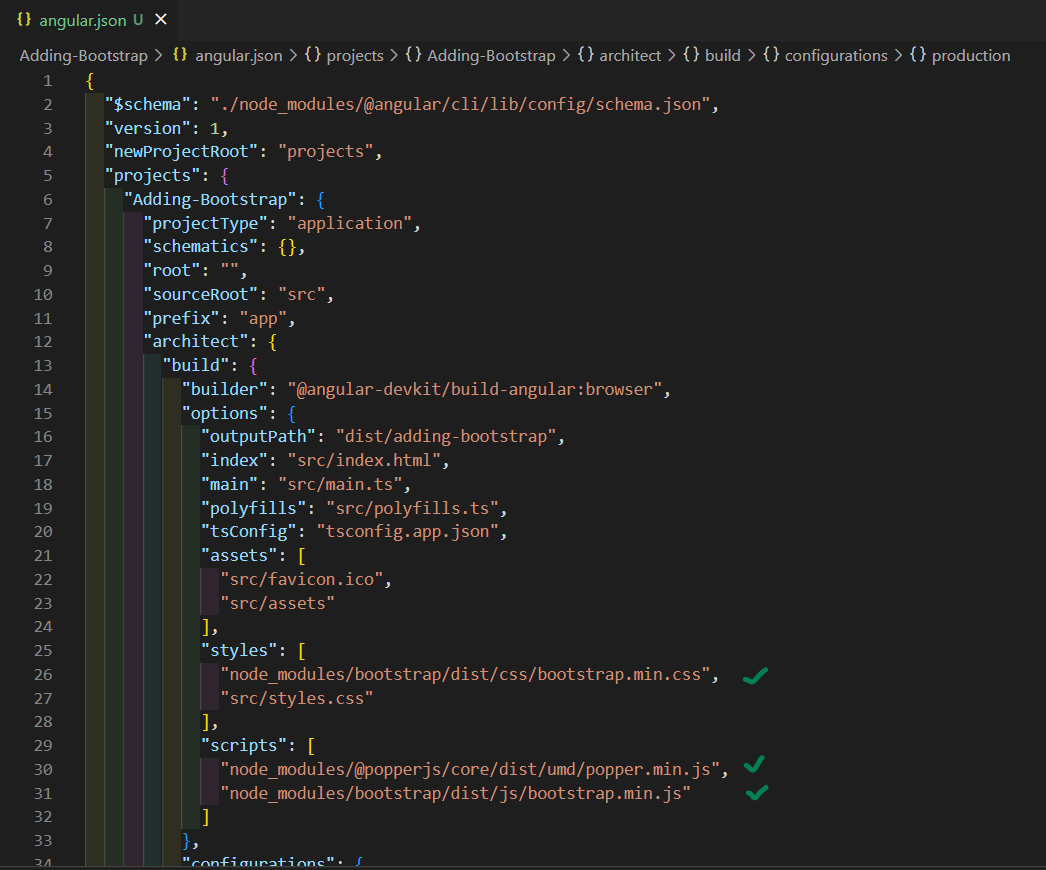 {} angular.json U ×
Adding-Bootstrap > {} angular.json > {} projects > {} Adding-Bootstrap > {} architect > {} build > {} configurations > {} production
1 {
2 "$schema": "./node_modules/@angular/cli/lib/config/schema.json",
3 "version": 1,
4 "newProjectRoot": "projects",
5 "projects": {
6 "Adding-Bootstrap": {
7 "projectType": "application",
8 "schematics": {},
9 "root": "",
10 "sourceRoot": "src",
11 "prefix": "app",
12 "architect": {
13 "build": {
14 "builder": "@angular-devkit/build-angular:browser",
15 "options": {
16 "outputPath": "dist/adding-bootstrap",
17 "index": "src/index.html",
18 "main": "src/main.ts",
19 "polyfills": "src/polyfills.ts",
20 "tsConfig": "tsconfig.app.json",
21 "assets": [
22 "src/favicon.ico",
23 "src/assets"
24 ],
25 "styles": [
26 "node_modules/bootstrap/dist/css/bootstrap.min.css",
27 "src/styles.css"
28 ],
29 "scripts": [
30 "node_modules/@popperjs/core/dist/umd/popper.min.js",
31 "node_modules/bootstrap/dist/js/bootstrap.min.js"
32 ]
33 },
34 "configurations": {